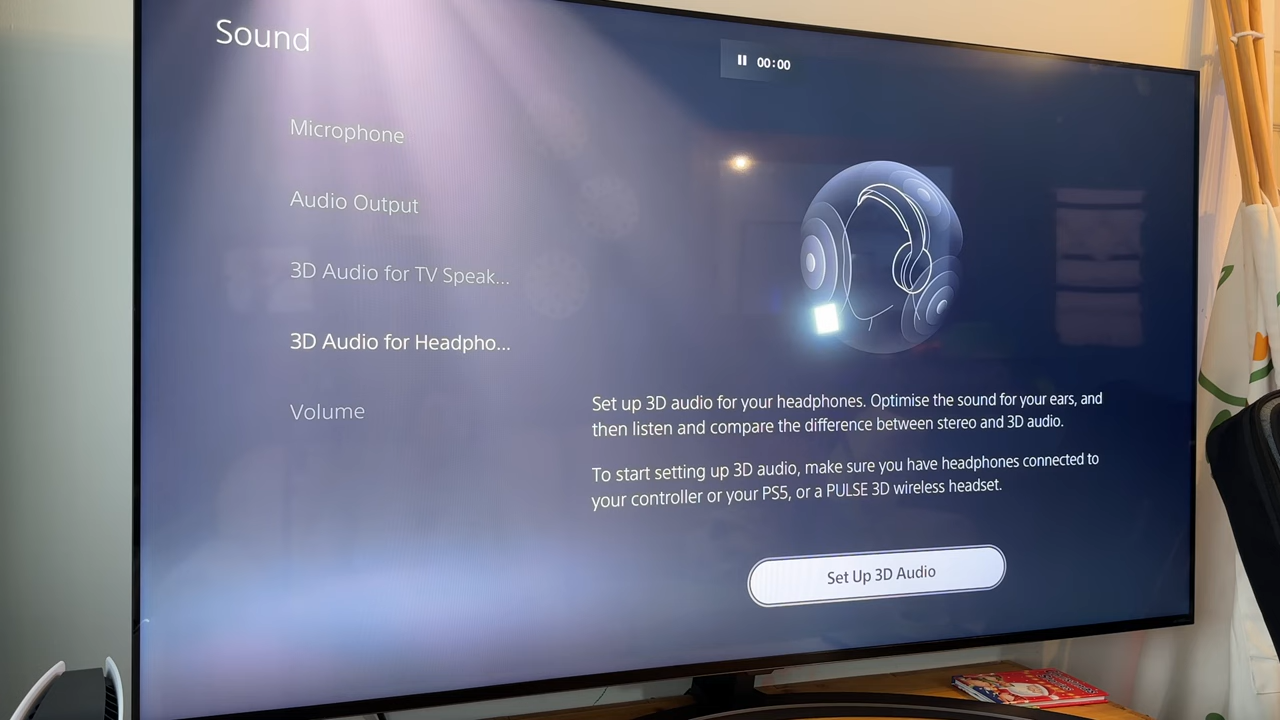 Sound
00:00
Microphone
Audio Output
3D Audio for TV Speak...
3D Audio for Headpho...
Volume
Set up 3D audio for your headphones. Optimise the sound for your ears, and
then listen and compare the difference between stereo and 3D audio.
To start setting up 3D audio, make sure you have headphones connected to
your controller or your PS5, or a PULSE 3D wireless headset.
Set Up 3D Audio